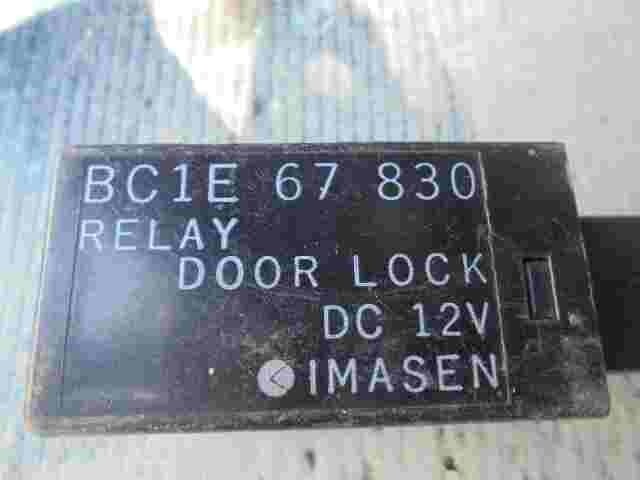 BC1E 67 830
RELAY
DOOR LOCK
DC 12V
IMASEN